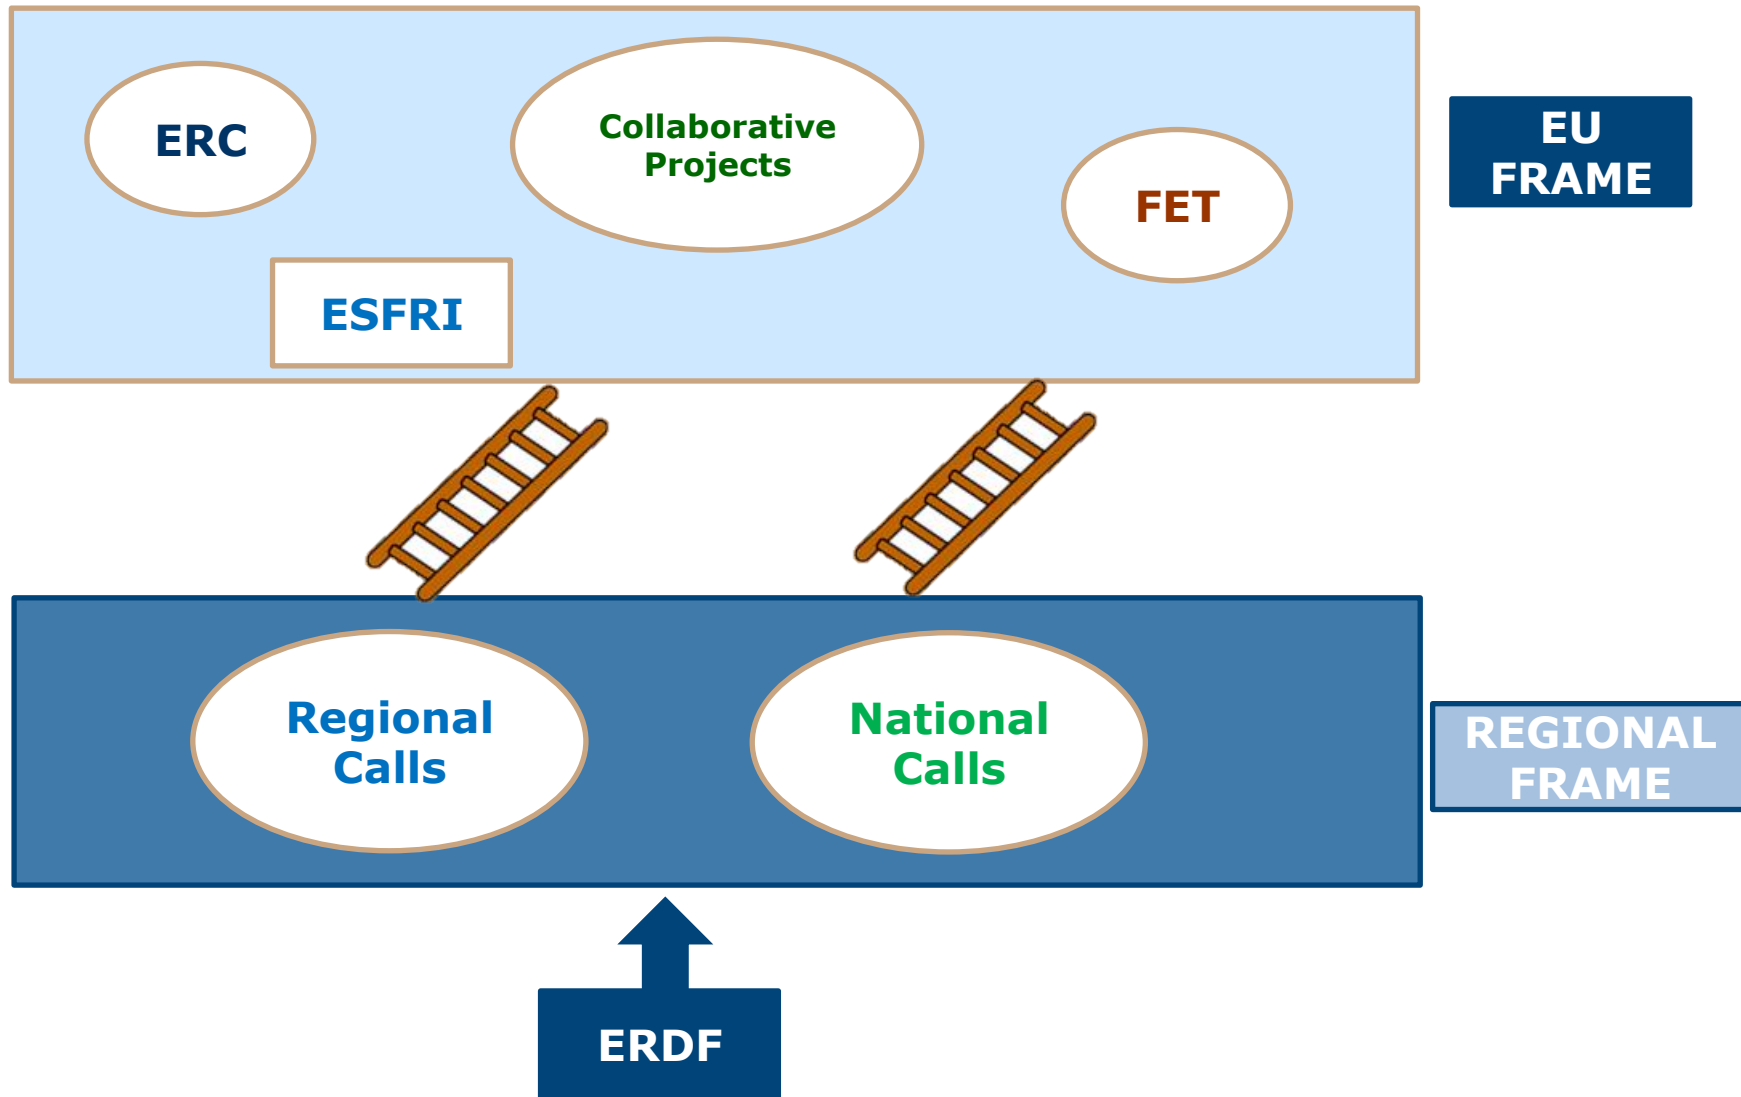 ERC
Collaborative
Projects
FET
ESFRI
EU
FRAME
Regional
Calls
National
Calls
REGIONAL
FRAME
ERDF